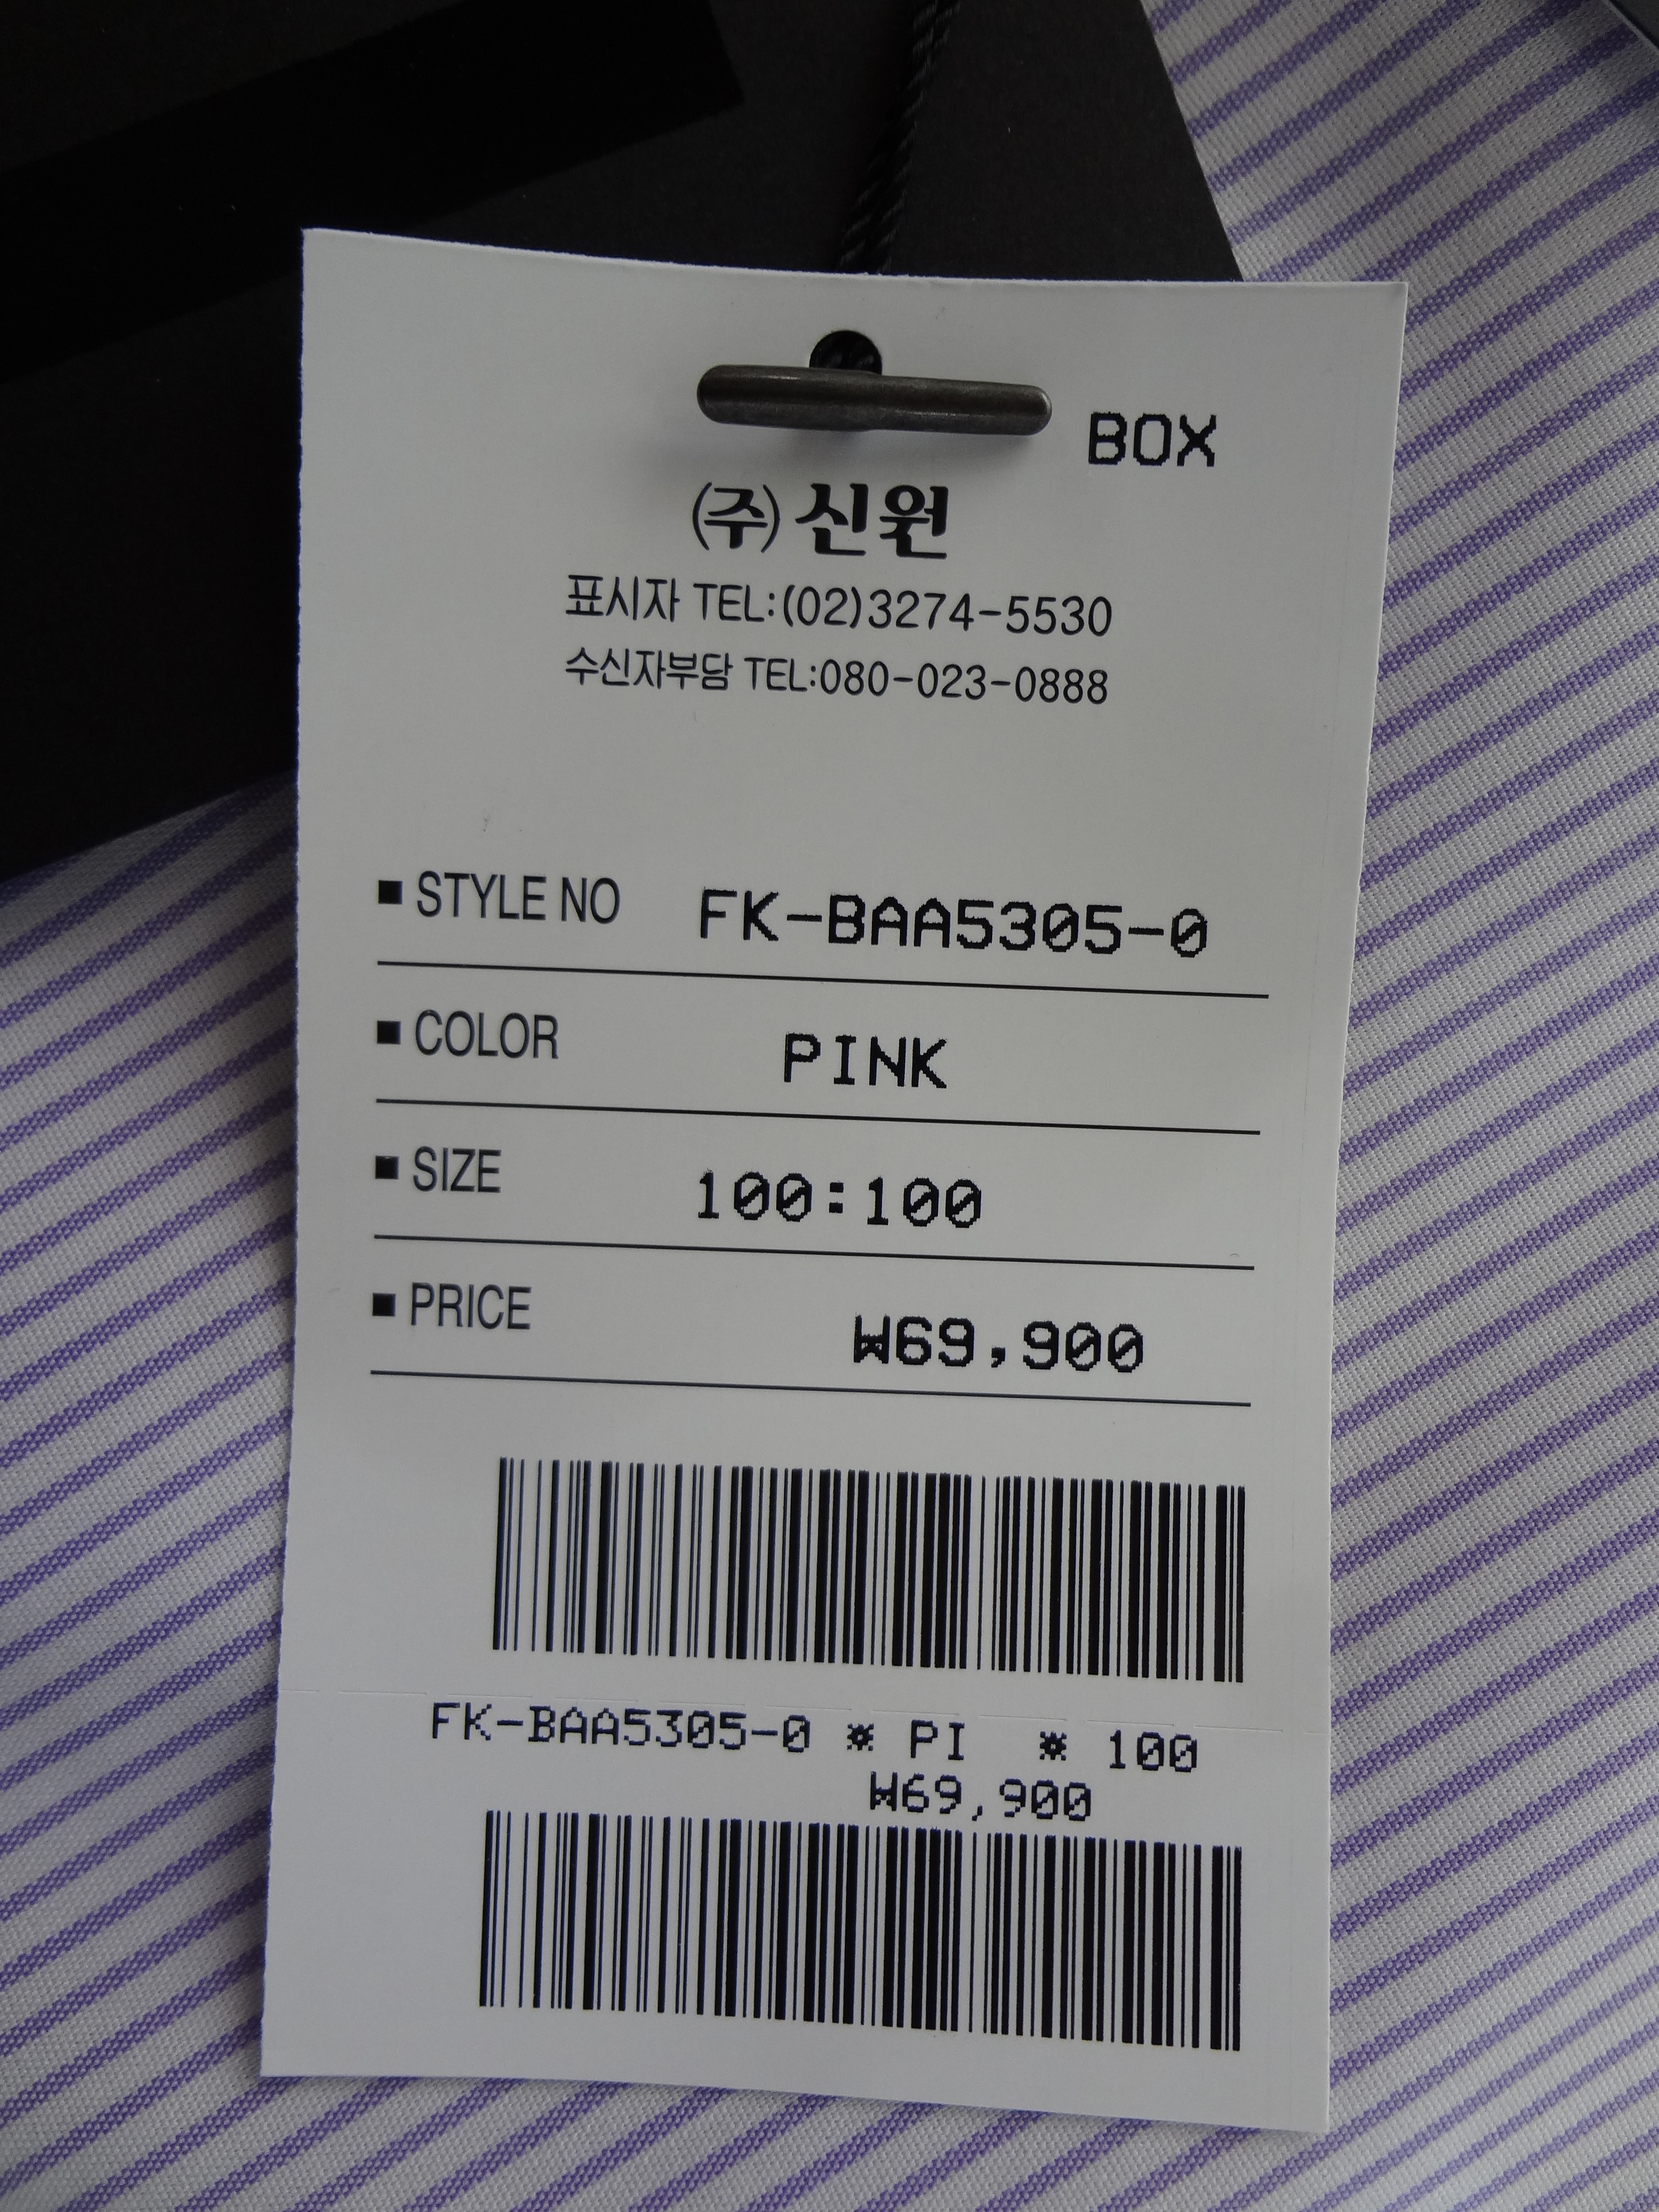 BOX
(주)신원
표시자 TEL:(02)3274-5530
수신자부담 TEL:080-023-0888
■ STYLE NO FK-BAA5305-0
■ COLOR PINK
■ SIZE 100:100
■ PRICE ₩69,900
FK-BAA5305-0 * PI * 100
₩69,900